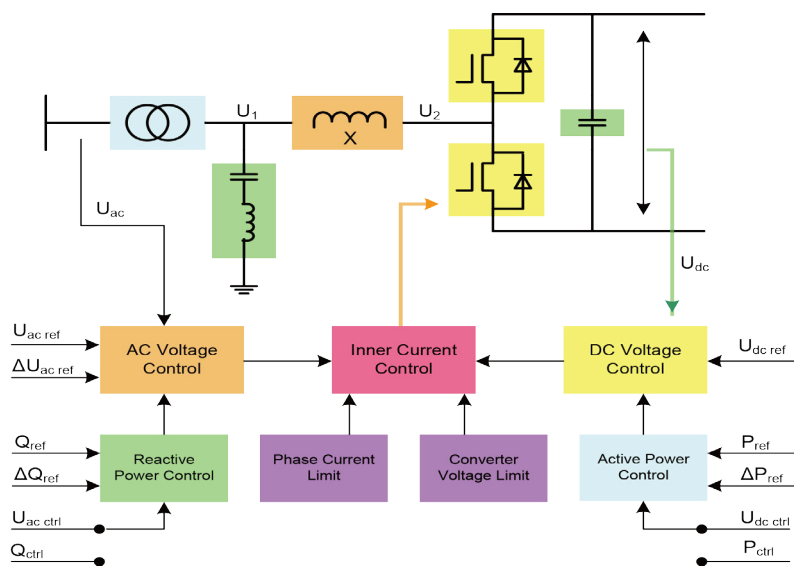 U1
U2
X
Uac
Udc
Uac ref
ΔUac ref
AC Voltage
Control
Inner Current
Control
DC Voltage
Control
Udc ref
Qref
ΔQref
Reactive
Power Control
Phase Current
Limit
Converter
Voltage Limit
Active Power
Control
Pref
ΔPref
Uac ctrl
Qctrl
Udc ctrl
Pctrl